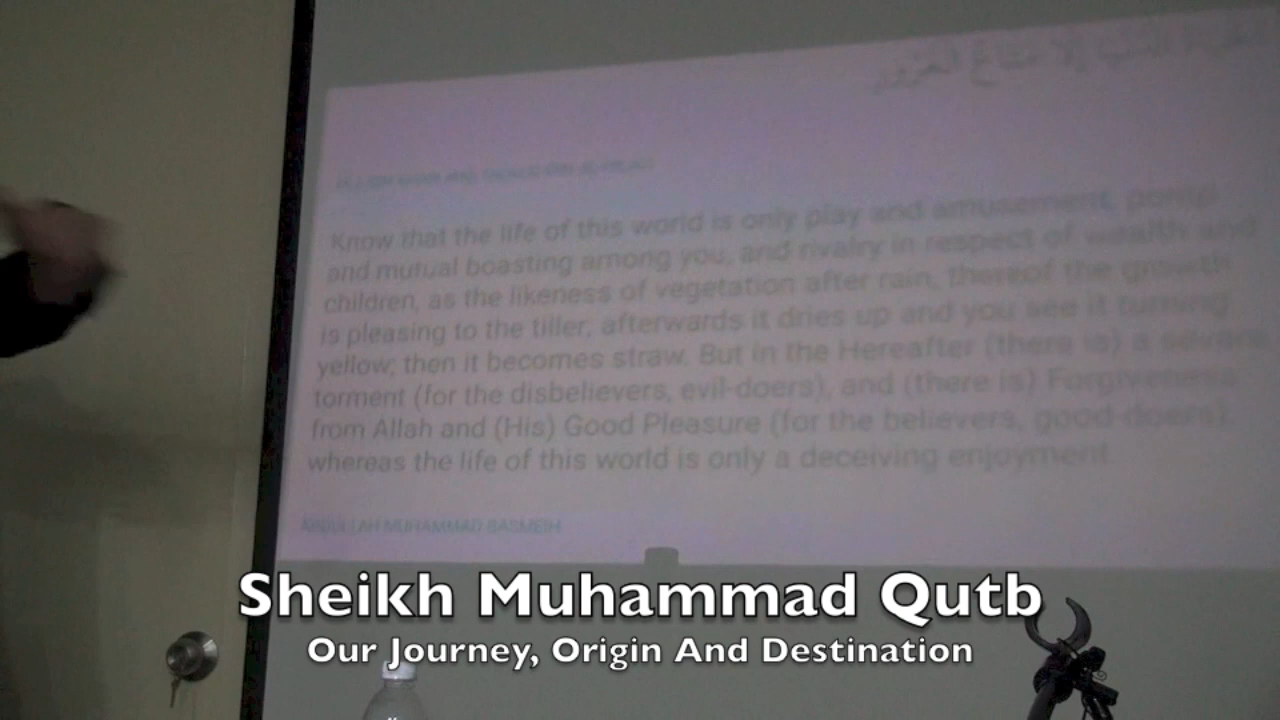 Know that the life of this world is only play and amusement, pomp
and mutual boasting among you, and rivalry in respect of wealth and
children, as the likeness of vegetation after rain, thereof the growth
is pleasing to the tiller; afterwards it dries up and you see it turning
yellow; then it becomes straw. But in the Hereafter (there is) a severe
torment (for the disbelievers, evil-doers), and (there is) Forgiveness
from Allah and (His) Good Pleasure (for the believers, good-doers),
whereas the life of this world is only a deceiving enjoyment
ABDULLAH MUHAMMAD BASMEIH
Sheikh Muhammad Qutb
Our Journey, Origin And Destination